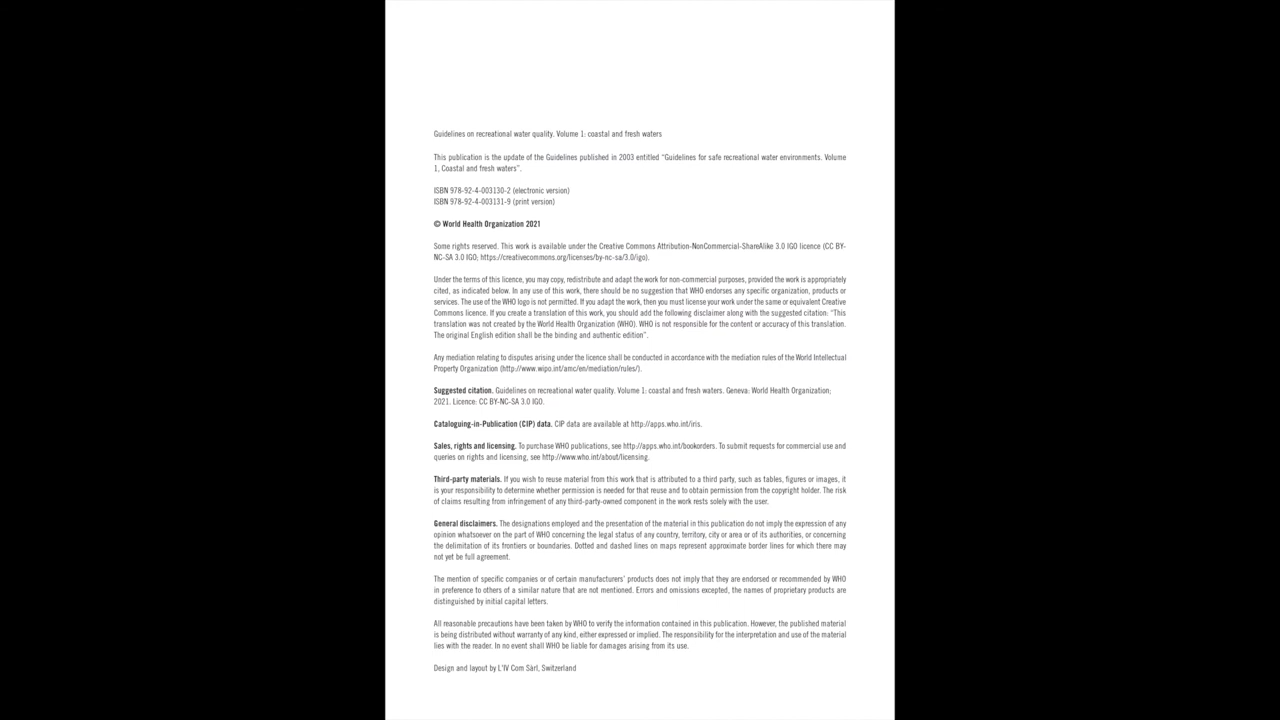 Guidelines on recreational water quality. Volume 1: coastal and fresh waters
This publication is the update of the Guidelines published in 2003 entitled “Guidelines for safe recreational water environments. Volume
1, Coastal and fresh waters”.
ISBN 978-92-4-003130-2 (electronic version)
ISBN 978-92-4-003131-9 (print version)
© World Health Organization 2021
Some rights reserved. This work is available under the Creative Commons Attribution-NonCommercial-ShareAlike 3.0 IGO licence (CC BY-
NC-SA 3.0 IGO; https://creativecommons.org/licenses/by-nc-sa/3.0/igo).
Under the terms of this licence, you may copy, redistribute and adapt the work for non-commercial purposes, provided the work is appropriately
cited, as indicated below. In any use of this work, there should be no suggestion that WHO endorses any specific organization, products or
services. The use of the WHO logo is not permitted. If you adapt the work, then you must license your work under the same or equivalent Creative
Commons licence. If you create a translation of this work, you should add the following disclaimer along with the suggested citation: “This
translation was not created by the World Health Organization (WHO). WHO is not responsible for the content or accuracy of this translation.
The original English edition shall be the binding and authentic edition”.
Any mediation relating to disputes arising under the licence shall be conducted in accordance with the mediation rules of the World Intellectual
Property Organization (http://www.wipo.int/amc/en/mediation/rules/).
Suggested citation. Guidelines on recreational water quality. Volume 1: coastal and fresh waters. Geneva: World Health Organization;
2021. Licence: CC BY-NC-SA 3.0 IGO.
Cataloguing-in-Publication (CIP) data. CIP data are available at http://apps.who.int/iris.
Sales, rights and licensing. To purchase WHO publications, see http://apps.who.int/bookorders. To submit requests for commercial use and
queries on rights and licensing, see http://www.who.int/about/licensing.
Third-party materials. If you wish to reuse material from this work that is attributed to a third party, such as tables, figures or images, it
is your responsibility to determine whether permission is needed for that reuse and to obtain permission from the copyright holder. The risk
of claims resulting from infringement of any third-party-owned component in the work rests solely with the user.
General disclaimers. The designations employed and the presentation of the material in this publication do not imply the expression of any
opinion whatsoever on the part of WHO concerning the legal status of any country, territory, city or area or of its authorities, or concerning
the delimitation of its frontiers or boundaries. Dotted and dashed lines on maps represent approximate border lines for which there may
not yet be full agreement.
The mention of specific companies or of certain manufacturers’ products does not imply that they are endorsed or recommended by WHO
in preference to others of a similar nature that are not mentioned. Errors and omissions excepted, the names of proprietary products are
distinguished by initial capital letters.
All reasonable precautions have been taken by WHO to verify the information contained in this publication. However, the published material
is being distributed without warranty of any kind, either expressed or implied. The responsibility for the interpretation and use of the material
lies with the reader. In no event shall WHO be liable for damages arising from its use.
Design and layout by L’IV Com Sàrl, Switzerland